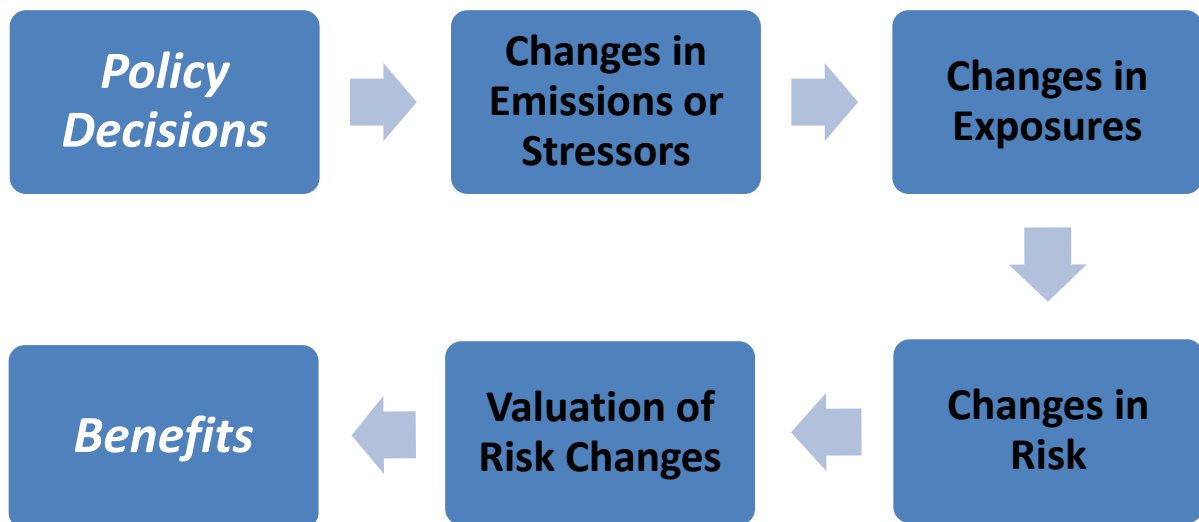 Policy
Decisions
Changes in
Emissions or
Stressors
Changes in
Exposures
Changes in
Risk
Valuation of
Risk Changes
Benefits